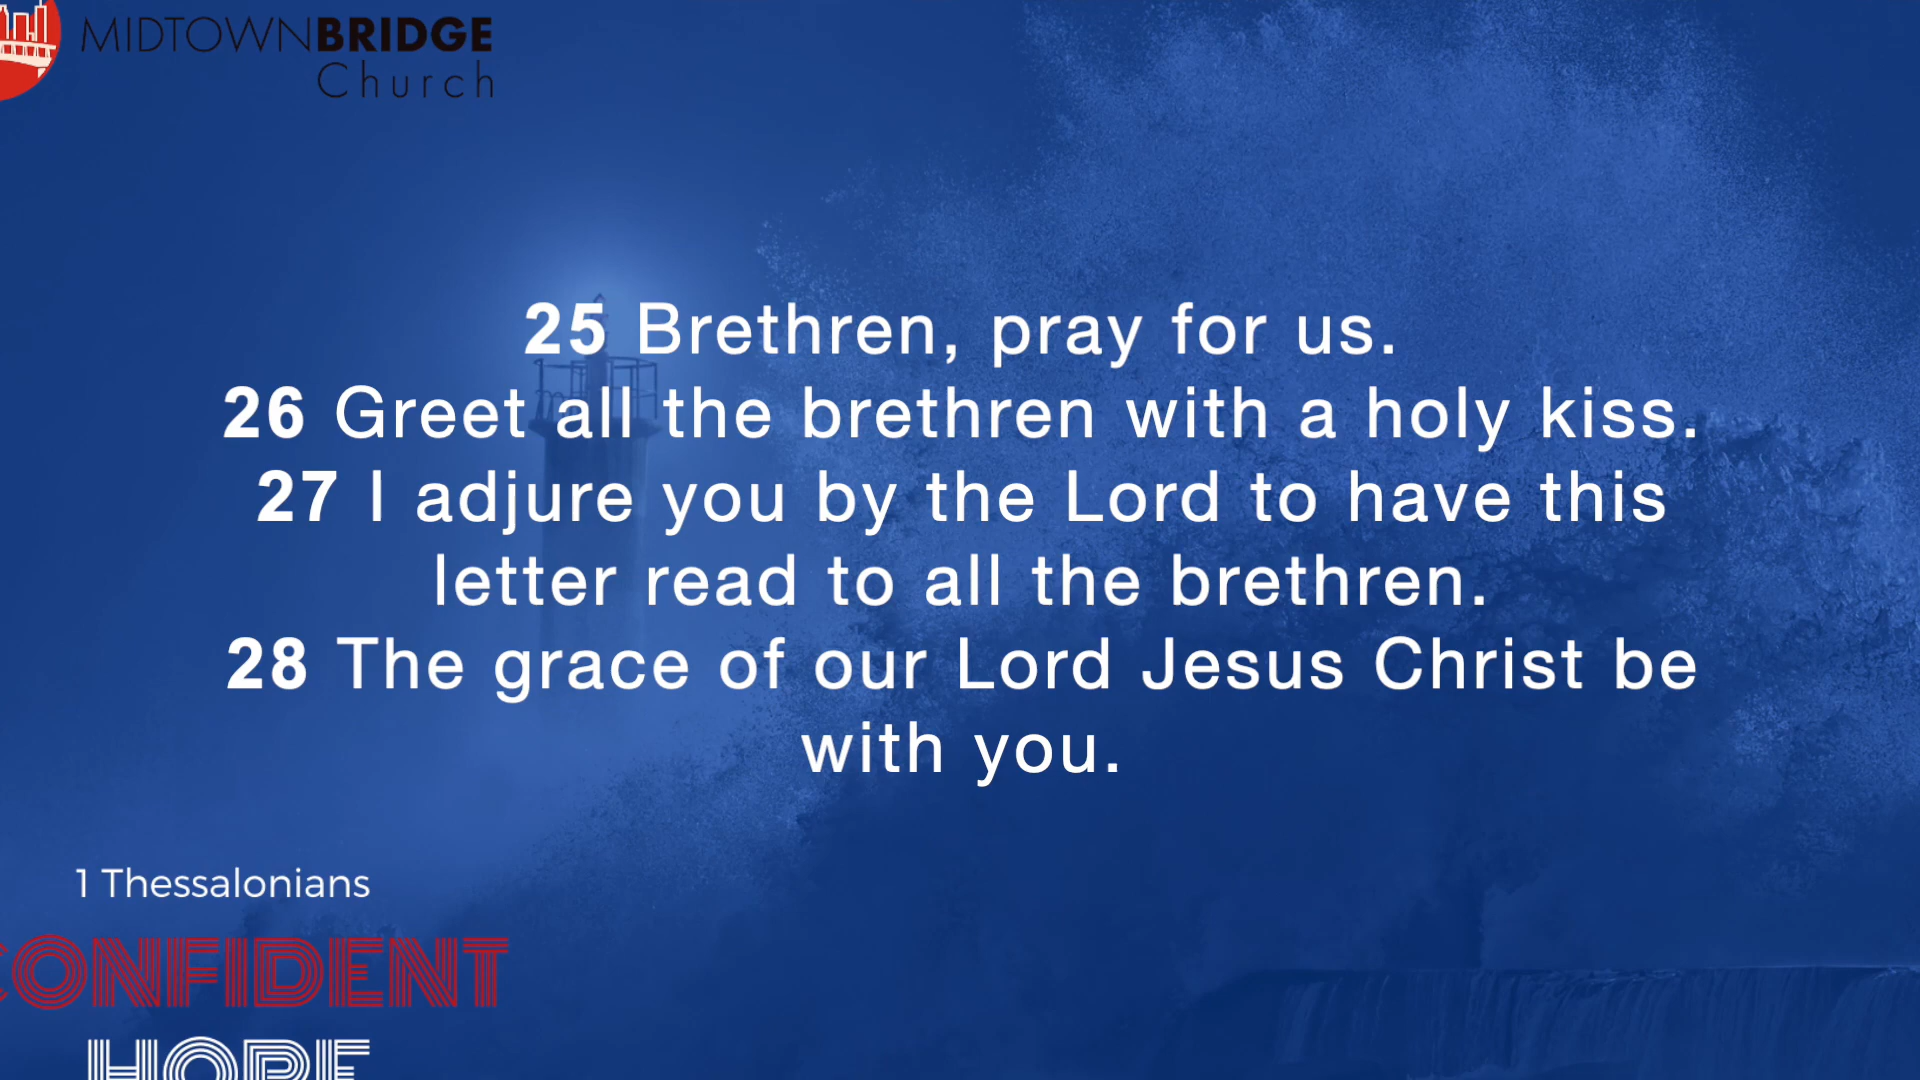 MIDTOWNBRIDGE
Church
25 Brethren, pray for us.
26 Greet all the brethren with a holy kiss.
27 I adjure you by the Lord to have this
letter read to all the brethren.
28 The grace of our Lord Jesus Christ be
with you.
1 Thessalonians
CONFIDENT
HOPE